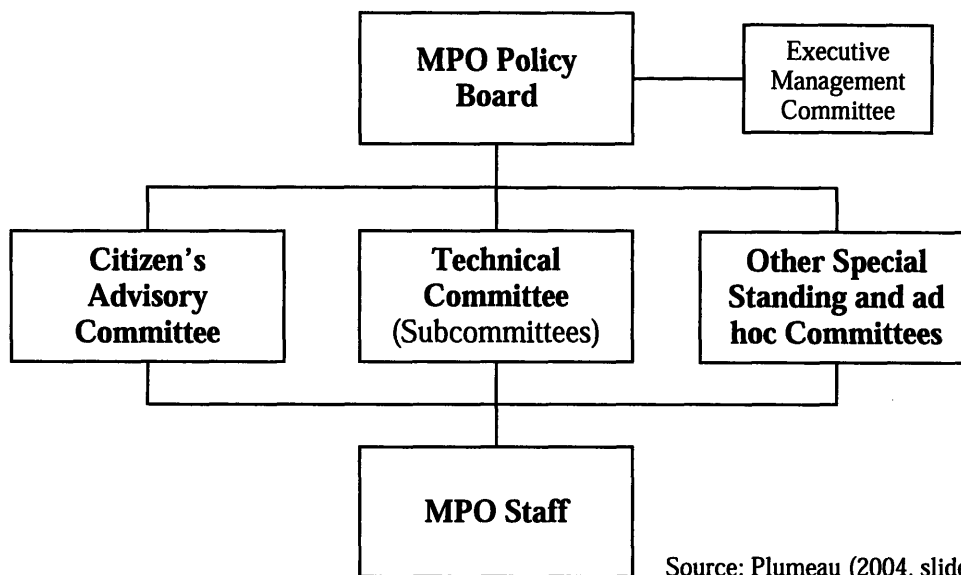 MPO Policy
Board
Executive
Management
Committee
Citizen's
Advisory
Committee
Technical
Committee
(Subcommittees)
Other Special
Standing and ad
hoc Committees
MPO Staff
Source: Plumeau (2004, slide